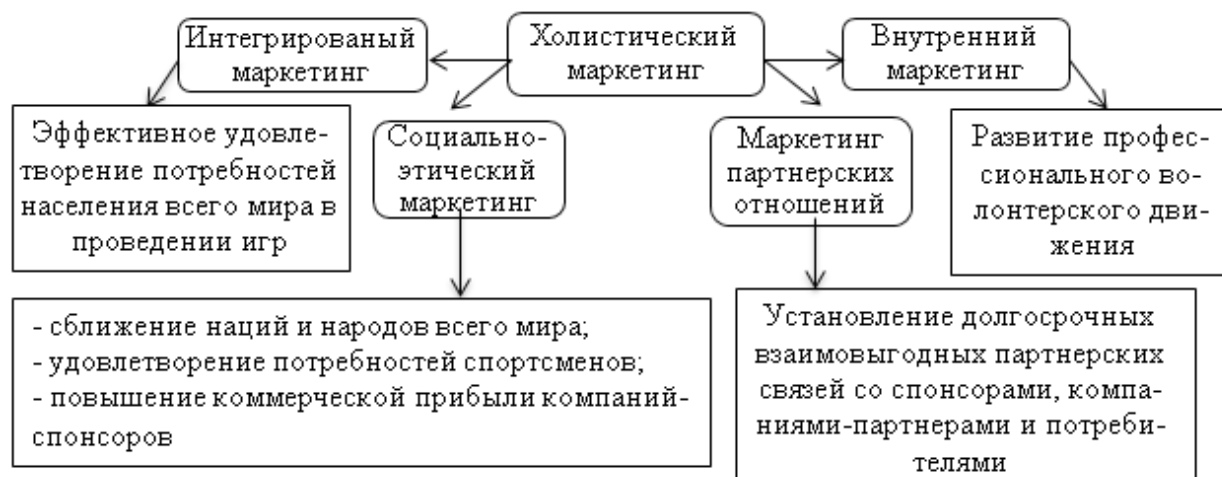 Интегрированый
маркетинг
Холистический
маркетинг
Внутренний
маркетинг
Эффективное удовле-
творение потребностей
населения всего мира в
проведении игр
Социально-
этический
маркетинг
Маркетинг
партнерских
отношений
Развитие профес-
сионального во-
лонтерского дви-
жения
- сближение наций и народов всего мира;
- удовлетворение потребностей спортсменов;
- повышение коммерческой прибыли компаний-
спонсоров
Установление долгосрочных
взаимовыгодных партнерских
связей со спонсорами, компа-
ниями-партнерами и потреби-
телями